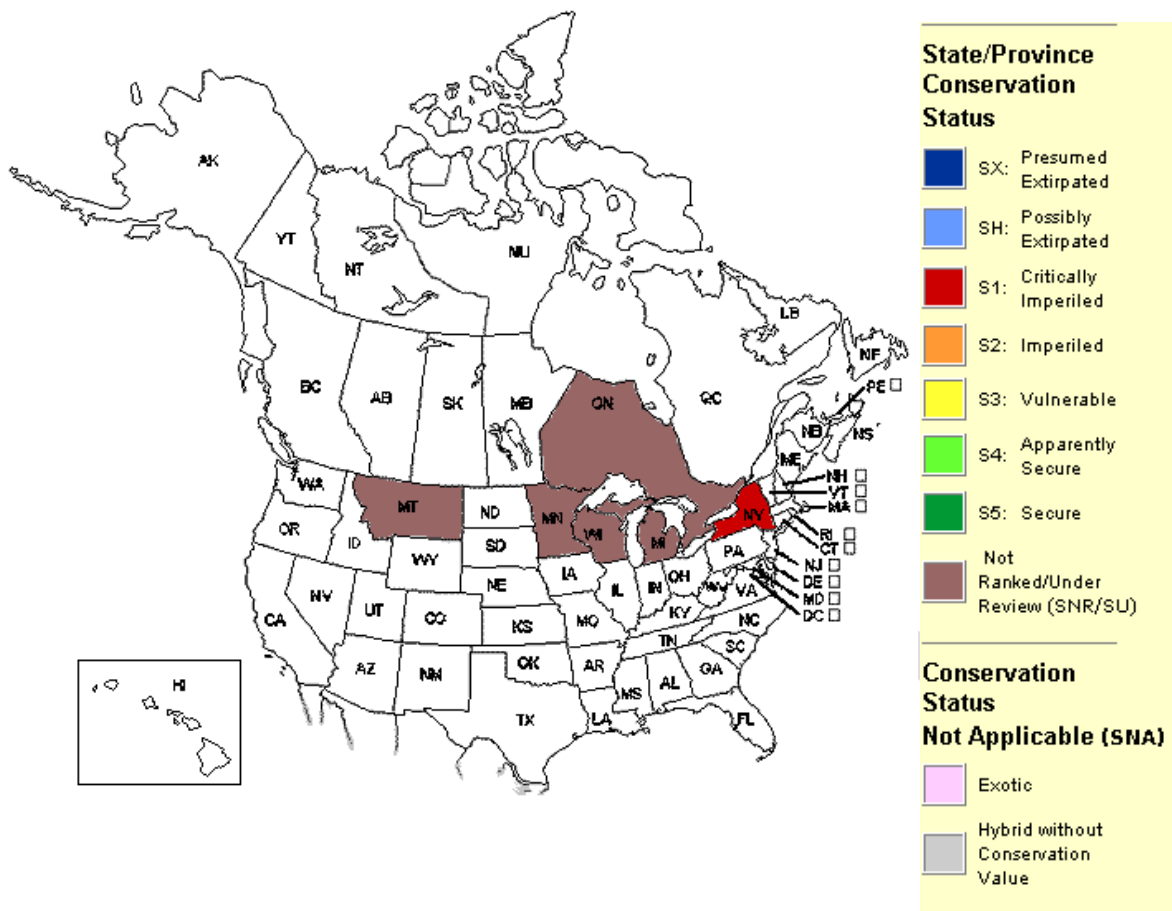 AK
YT
NT
NU
BC
AB
SK
MB
ON
QC
LB
NF
PE
NB
NS
ME
NH
VT
MA
RI
CT
NJ
DE
MD
DC
WA
OR
ID
MT
ND
SD
MN
WI
MI
NY
PA
WY
NE
IA
IL
IN
OH
WV
VA
KY
NC
TN
SC
CA
NV
UT
CO
KS
MO
AZ
NM
OK
AR
MS
AL
GA
TX
LA
FL
HI
State/Province
Conservation
Status
SX: Presumed
Extirpated
SH: Possibly
Extirpated
S1: Critically
Imperiled
S2: Imperiled
S3: Vulnerable
S4: Apparently
Secure
S5: Secure
Not
Ranked/Under
Review (SNR/SU)
Conservation
Status
Not Applicable (SNA)
Exotic
Hybrid without
Conservation
Value